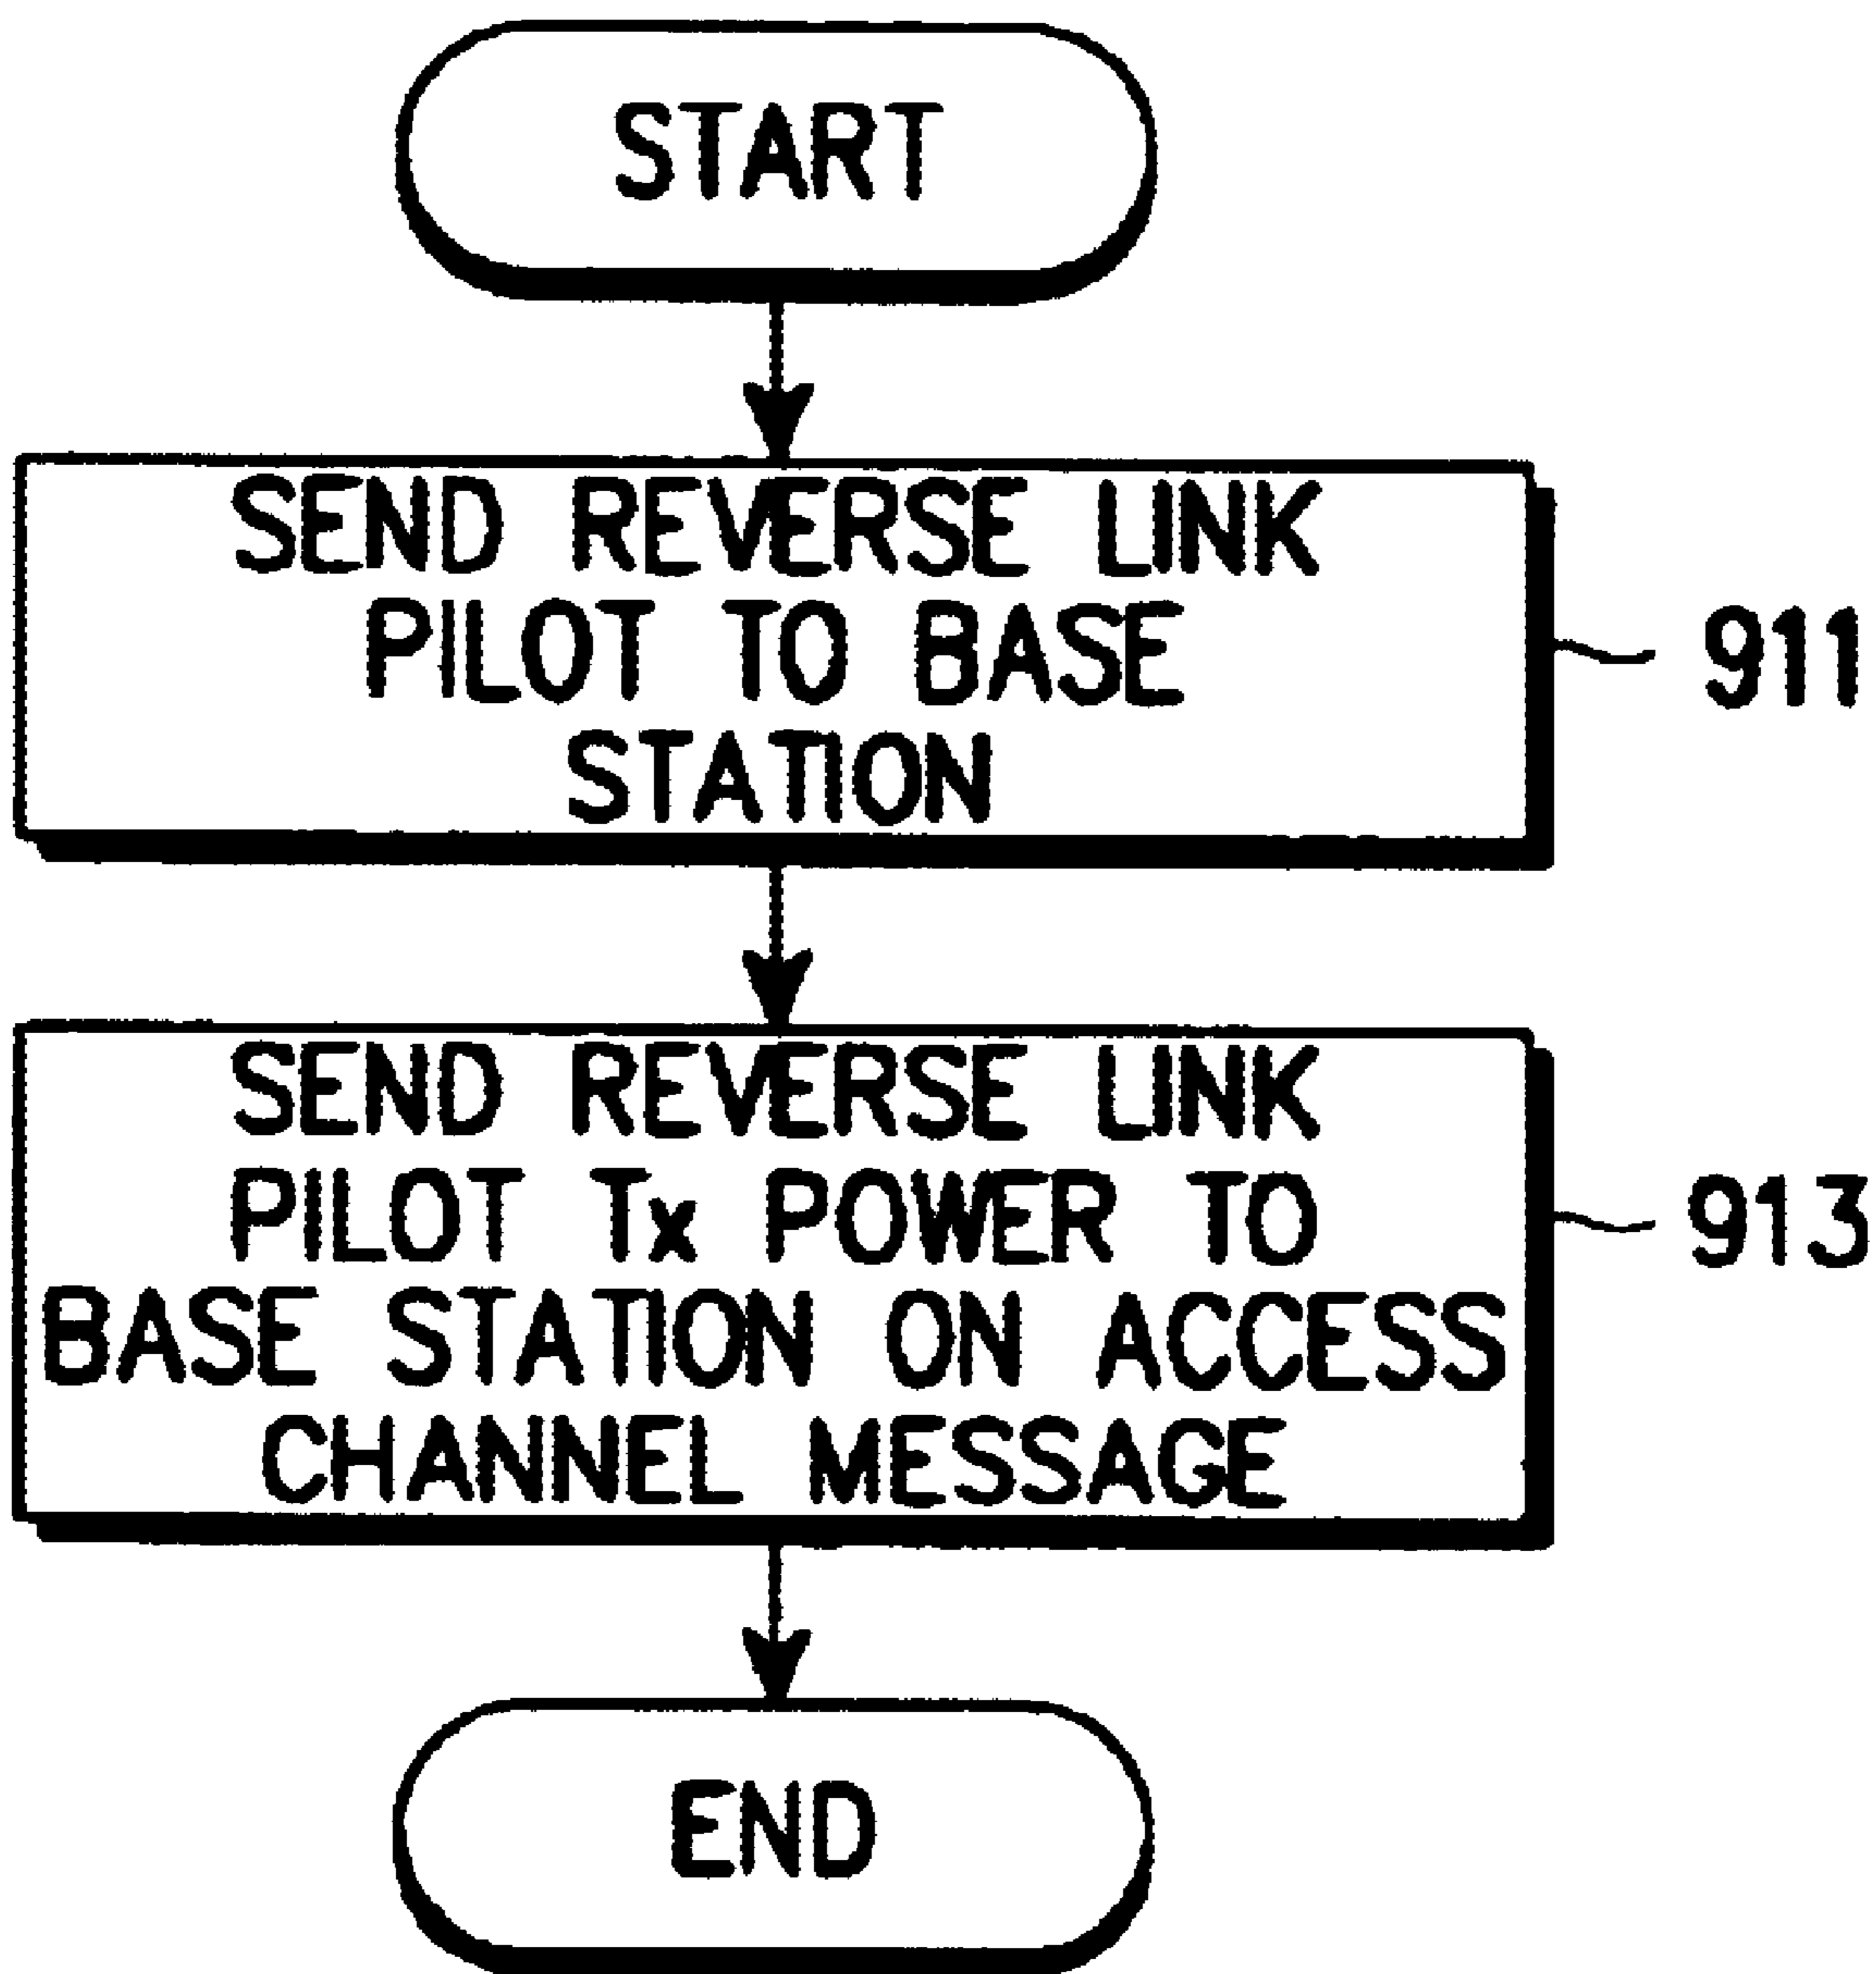 START
SEND REVERSE LINK
PILOT TO BASE
STATION
911
SEND REVERSE LINK
PILOT Tx POWER TO
BASE STATION ON ACCESS
CHANNEL MESSAGE
913
END